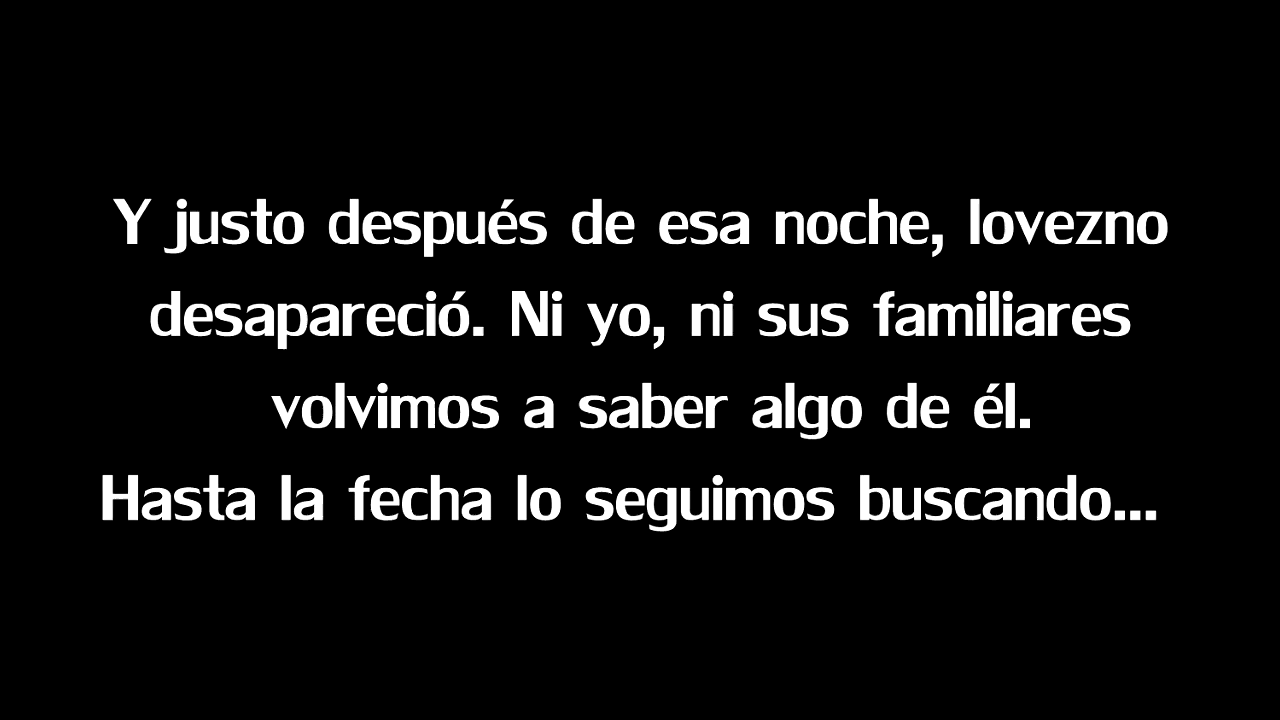 Y justo después de esa noche, lovezno
desapareció. Ni yo, ni sus familiares
volvimos a saber algo de él.
Hasta la fecha lo seguimos buscando...